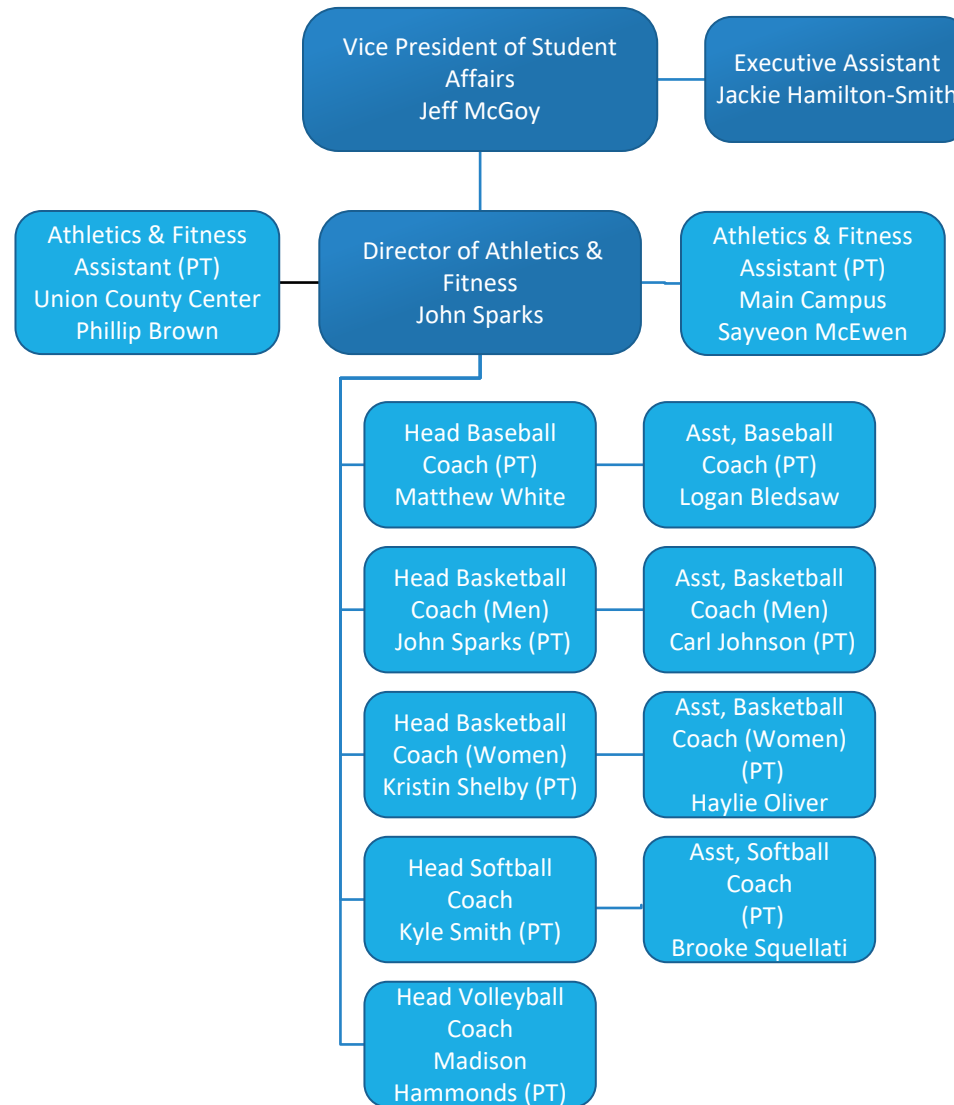 Vice President of Student
Affairs
Jeff McGoy
Executive Assistant
Jackie Hamilton-Smith
Athletics & Fitness
Assistant (PT)
Union County Center
Phillip Brown
Director of Athletics &
Fitness
John Sparks
Athletics & Fitness
Assistant (PT)
Main Campus
Sayveon McEwen
Head Baseball
Coach (PT)
Matthew White
Asst, Baseball
Coach (PT)
Logan Bledsaw
Head Basketball
Coach (Men)
John Sparks (PT)
Asst, Basketball
Coach (Men)
Carl Johnson (PT)
Head Basketball
Coach (Women)
Kristin Shelby (PT)
Asst, Basketball
Coach (Women)
(PT)
Haylie Oliver
Head Softball
Coach
Kyle Smith (PT)
Asst, Softball
Coach
(PT)
Brooke Squellati
Head Volleyball
Coach
Madison
Hammonds (PT)